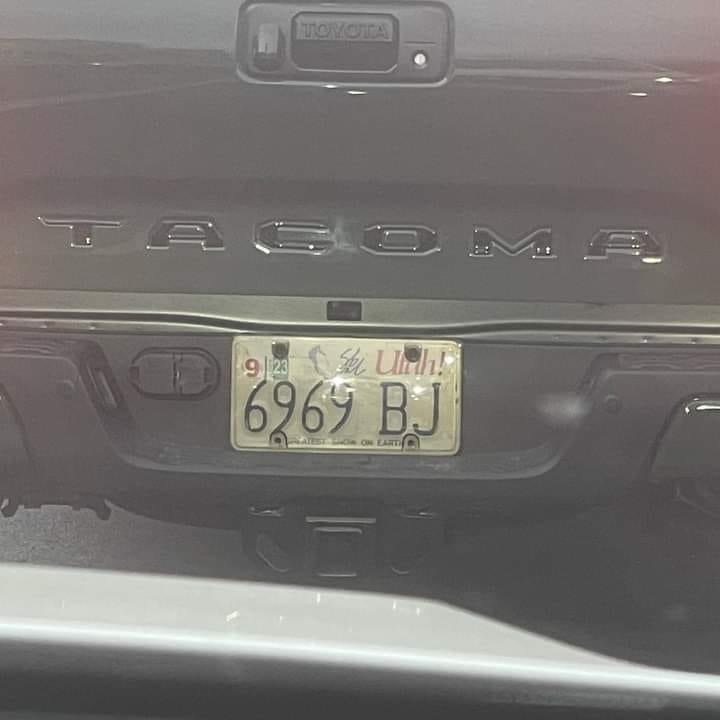 TOYOTA
TACOMA
9 23 Ski Utah!
6969 BJ
GREATEST SNOW ON EARTH